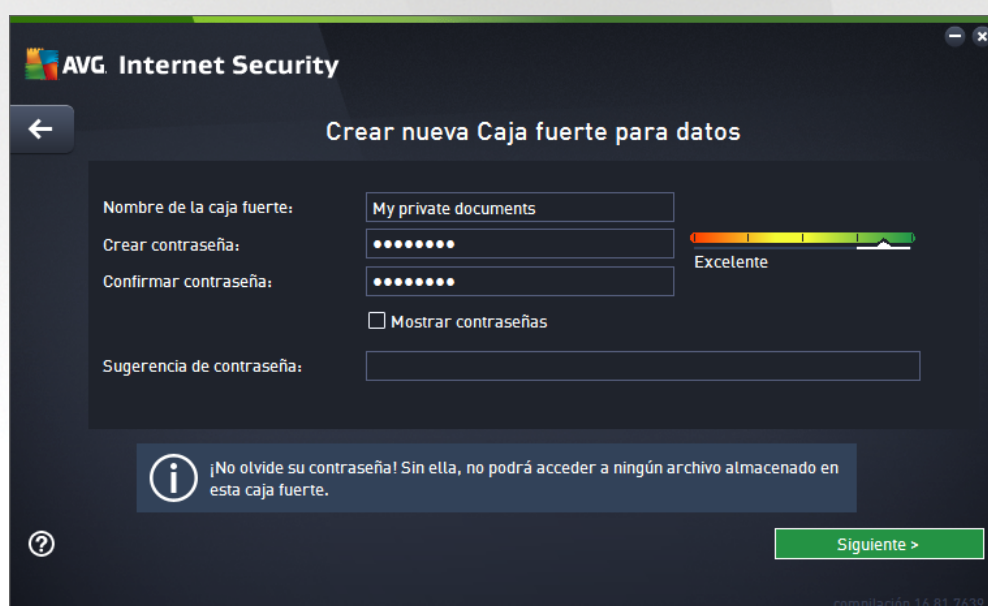 AVG Internet Security
Crear nueva Caja fuerte para datos
Nombre de la caja fuerte:
My private documents
Crear contraseña:
••••••••
Excelente
Confirmar contraseña:
••••••••
Mostrar contraseñas
Sugerencia de contraseña:
¡No olvide su contraseña! Sin ella, no podrá acceder a ningún archivo almacenado en
esta caja fuerte.
Siguiente >
compilación 16.81.7639